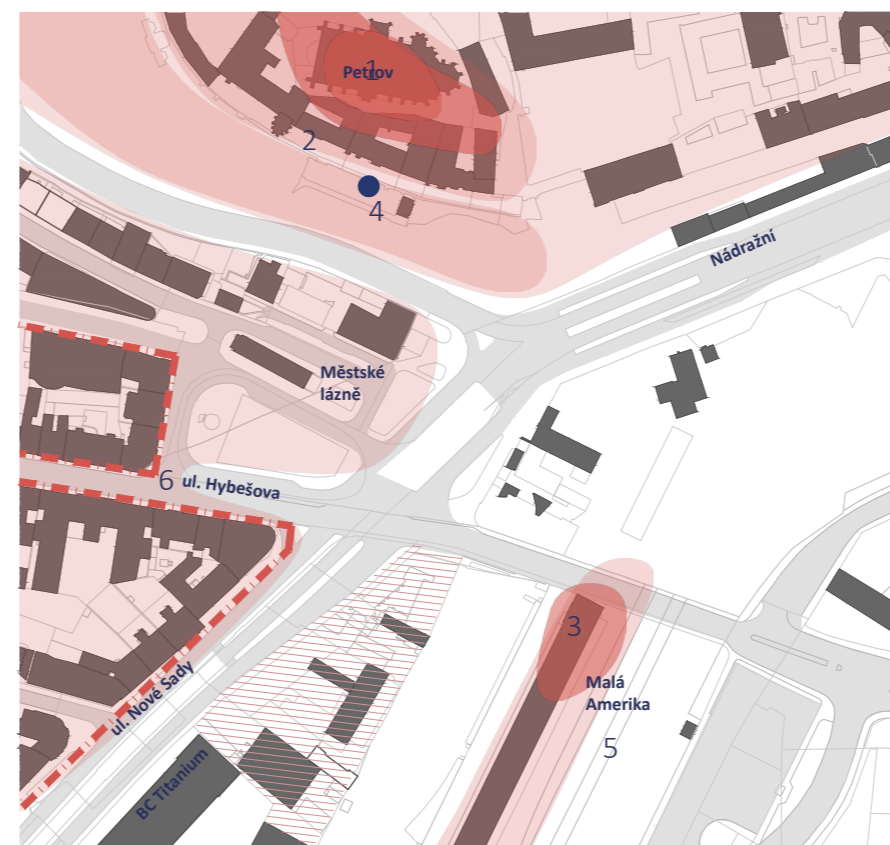 Petrov
1
2
4
Nádražní
Městské
lázně
6
ul. Hybešova
3
Malá
Amerika
5
ul. Nové Sady
BC Titanium